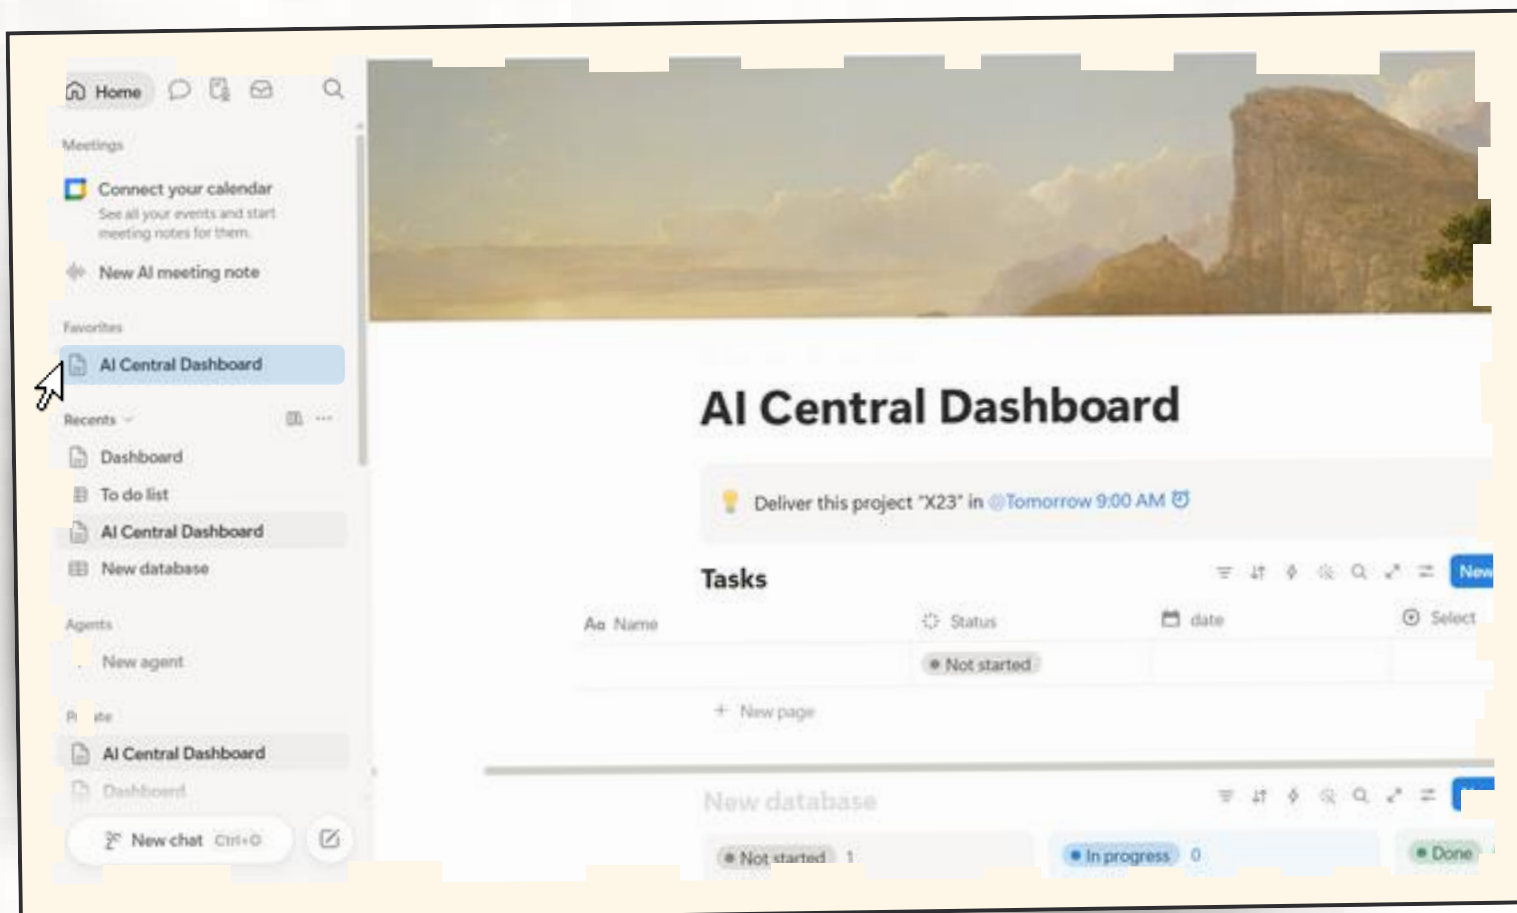 Home
Meetings
Connect your calendar
See all your events and start
meeting notes for them.
New AI meeting note
Favorites
AI Central Dashboard
Recents
Dashboard
To do list
AI Central Dashboard
New database
Agents
New agent
AI Central Dashboard
Dashboard
New chat Ctrl+O
AI Central Dashboard
Deliver this project "X23" in @Tomorrow 9:00 AM
Tasks
New
Aa Name Status date Select
Not started
+ New page
New database
Not started 1 In progress 0 Done